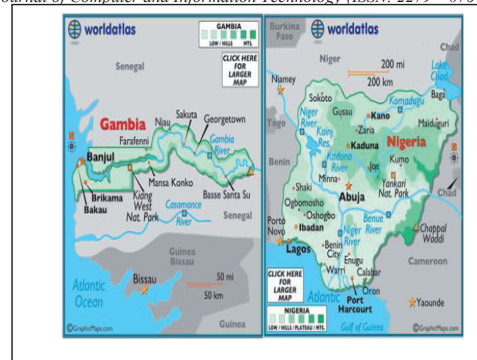 Journal of Computer and Information Technology (ISSN: 2279
worldatlas
GAMBIA
LOW / HILLS / MTS.
CLICK HERE
FOR
LARGER
MAP
Senegal
Gambia
Farafenni
Njau
Sakuta
Georgetown
Gambia
River
Banjul
Brikama
Bakau
Kiang
West
Nat. Park
Mansa Konko
Basse Santa Su
Casamance
River
Senegal
Guinea
Bissau
Bissau
50 mi
50 km
Atlantic
Ocean
Guinea
©GraphicMaps.com
Burkina
Faso
worldatlas
Niger
Chad
200 mi
200 km
Lake
Chad
Niamey
Sokoto
Gusau
Kano
Komadugu
Baga
Maiduguri
Niger
River
Zaria
Togo
Kainj
Res.
Kaduna
Nigeria
Benin
Kaduna
River
Jos
Kumo
Minna
Yankari
Nat. Park
Shaki
Abuja
Chad
Ogbomosho
Oshogbo
Benue
River
Chappal
Waddi
Porto
Novo
Ibadan
Niger
River
Lagos
Benin
City
Enugu
Cameroon
Warri
Calabar
CLICK HERE
FOR
LARGER
MAP
Oron
Atlantic
Port
Harcourt
Yaounde
NIGERIA
LOW / HILLS / PLATEAU / MTS.
Gulf of Guinea
©GraphicMaps.com